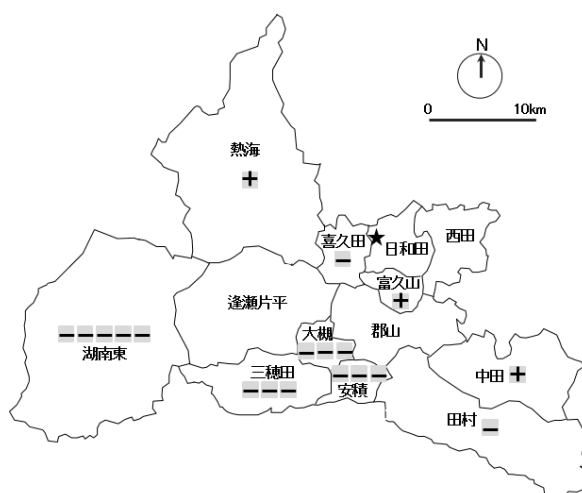 N
0 10km
熱海
+
喜久田
−
★
日和田
西田
富久山
+
逢瀬片平
郡山
大槻
− − −
− − − − −
湖南東
三穂田
− − −
− − −
安積
中田
+
田村
−